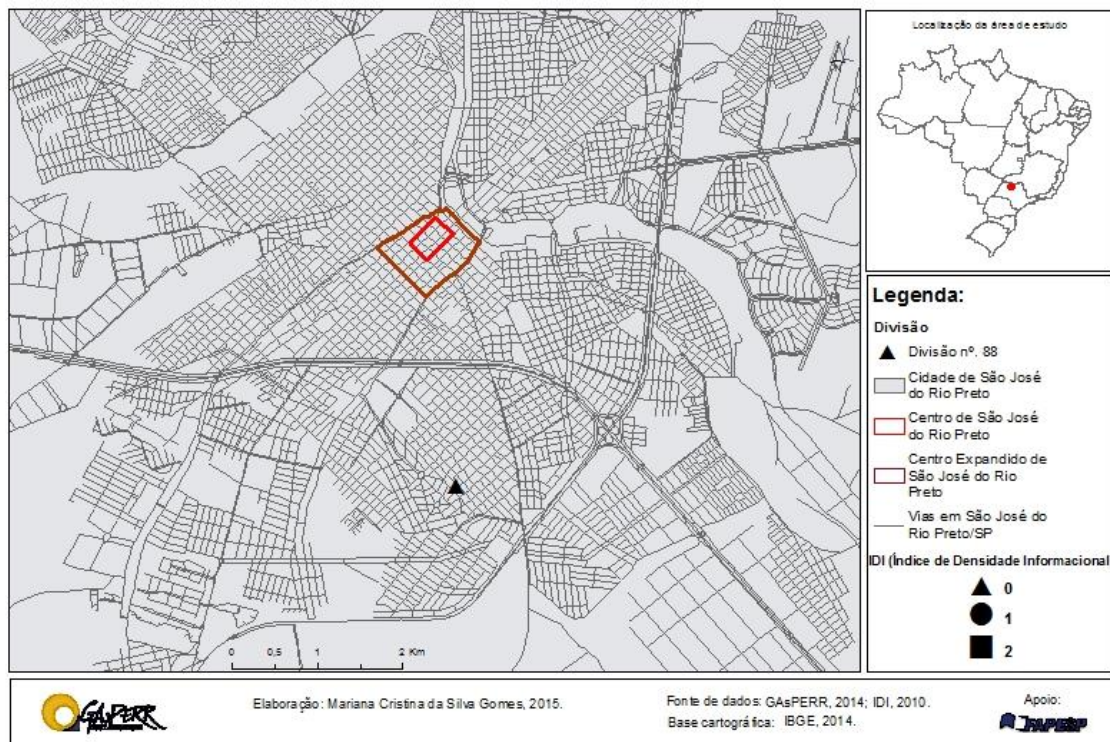 Localização da área de estudo
Legenda:
Divisão
Divisão nº. 88
Cidade de São José
do Rio Preto
Centro de São José
do Rio Preto
Centro Expandido de
São José do Rio
Preto
Vias em São José do
Rio Preto/SP
IDI (Índice de Densidade Informacional
0
1
2
0 0,5 1 2 Km
GAsPERR
Elaboração: Mariana Cristina da Silva Gomes, 2015.
Fonte de dados: GAsPERR, 2014; IDI, 2010.
Base cartográfica: IBGE, 2014.
Apoio:
FAPESP